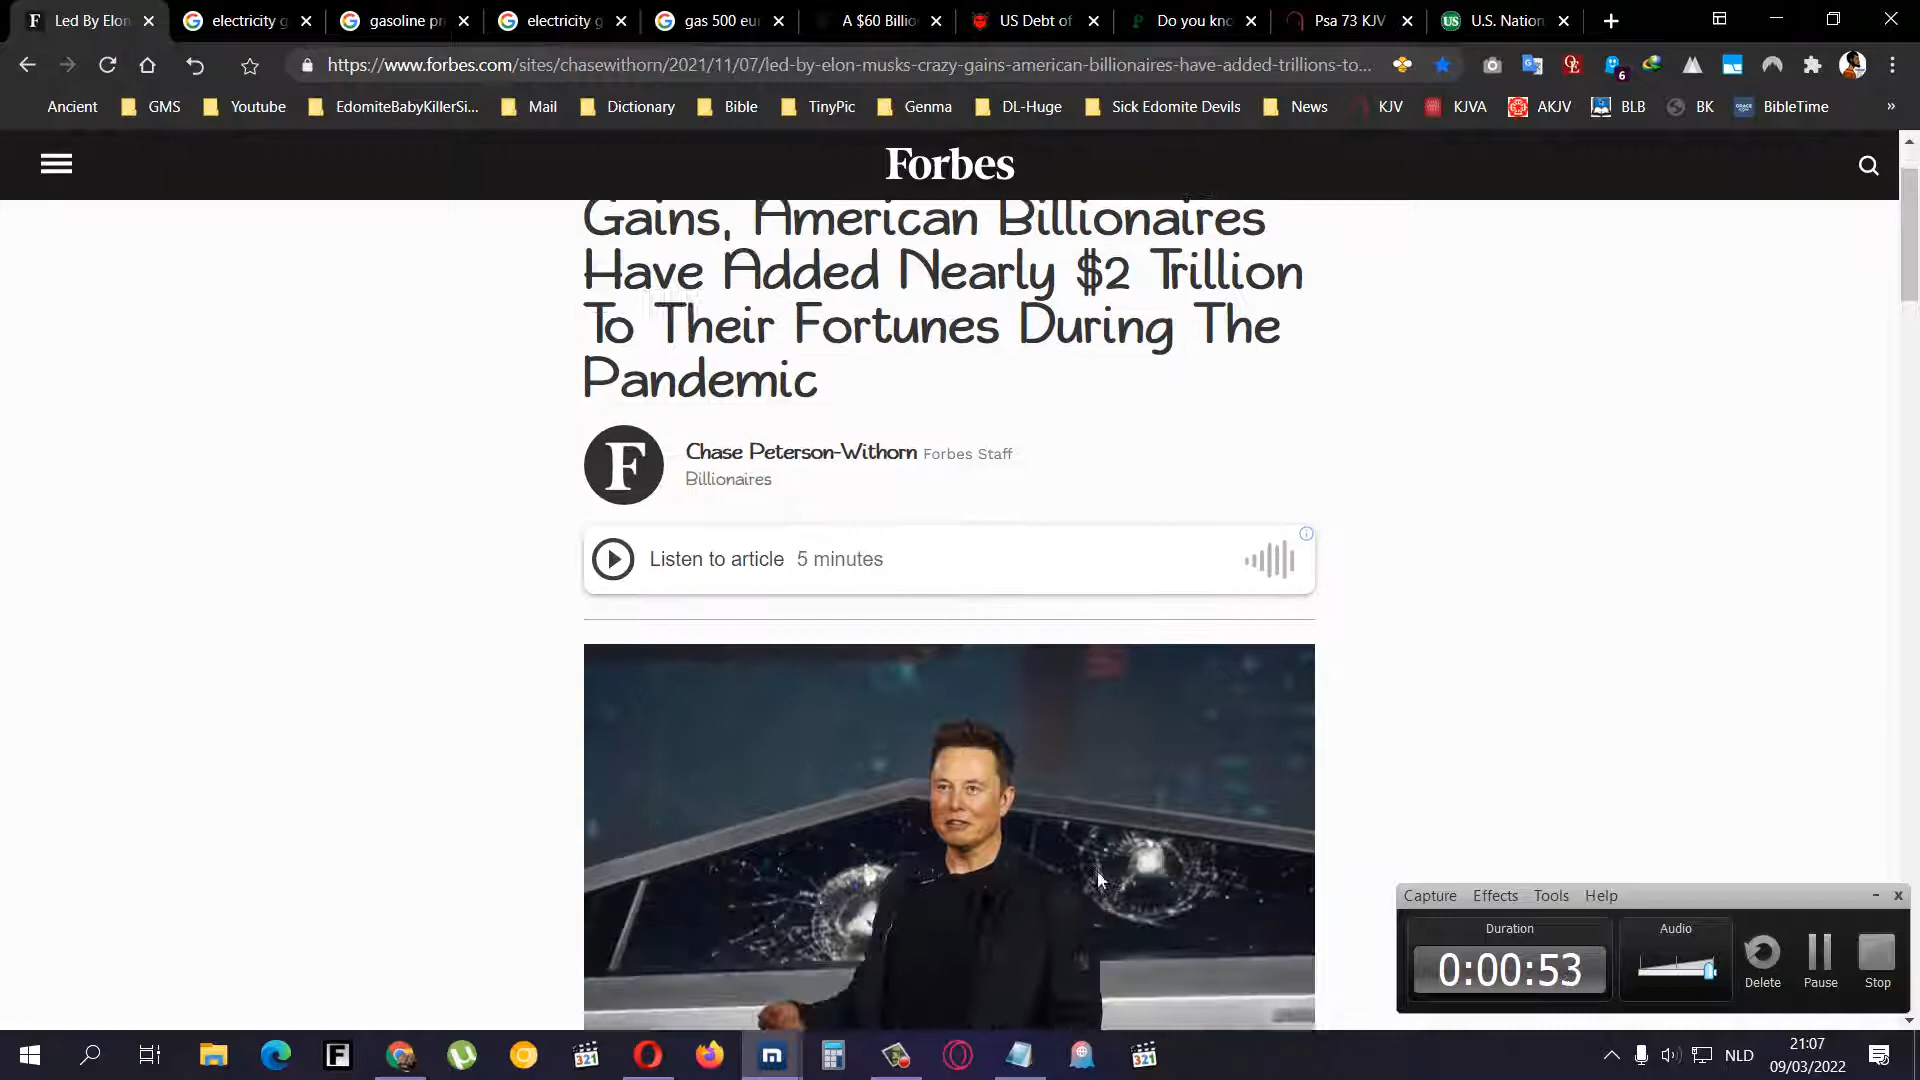 Led By Elon
electricity g
gasoline pri
electricity g
gas 500 eur
A $60 Billio
US Debt of
Do you kno
Psa 73 KJV
US
U.S. Nation
https://www.forbes.com/sites/chasewithorn/2021/11/07/led-by-elon-musks-crazy-gains-american-billionaires-have-added-trillions-to...
6
Ancient
GMS
Youtube
EdomiteBabyKillerSi...
Mail
Dictionary
Bible
TinyPic
Genma
DL-Huge
Sick Edomite Devils
News
KJV
KJVA
AKJV
BLB
BK
BibleTime
»
Forbes
Gains, American Billionaires
Have Added Nearly $2 Trillion
To Their Fortunes During The
Pandemic
F
Chase Peterson-Withorn Forbes Staff
Billionaires
Listen to article 5 minutes
Capture Effects Tools Help
Duration
0:00:53
Audio
Delete
Pause
Stop
NLD
21:07
09/03/2022